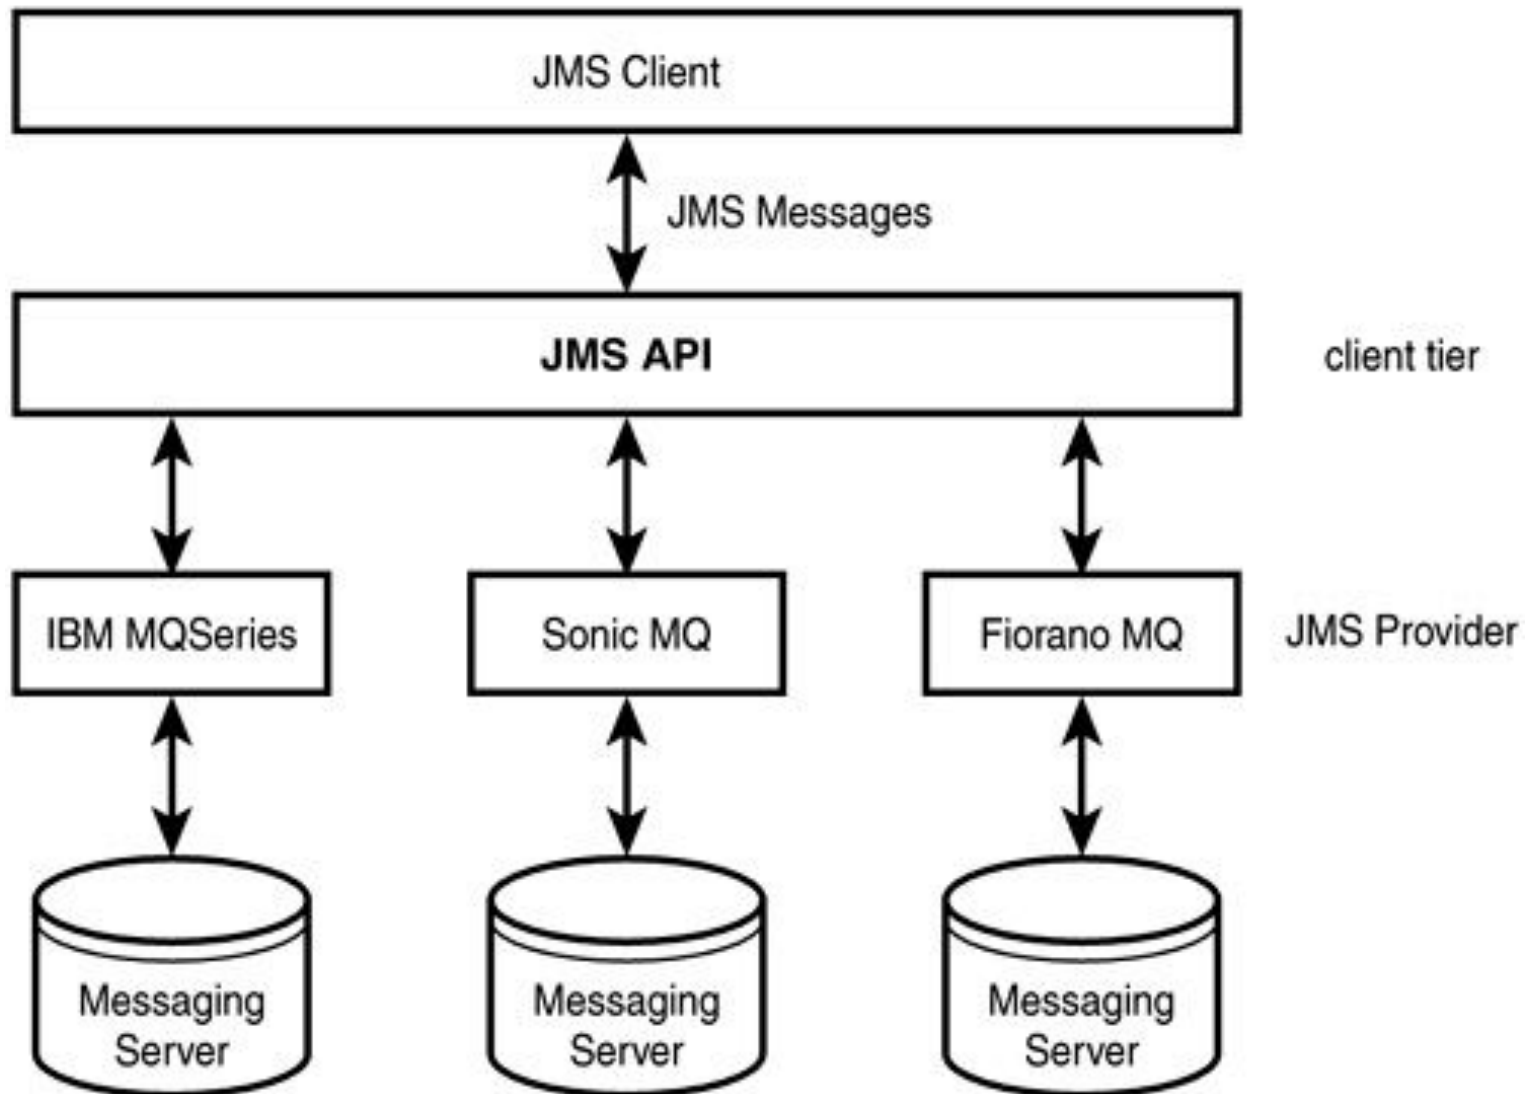 JMS Client
JMS Messages
JMS API
client tier
IBM MQSeries
Sonic MQ
Fiorano MQ
JMS Provider
Messaging
Server
Messaging
Server
Messaging
Server